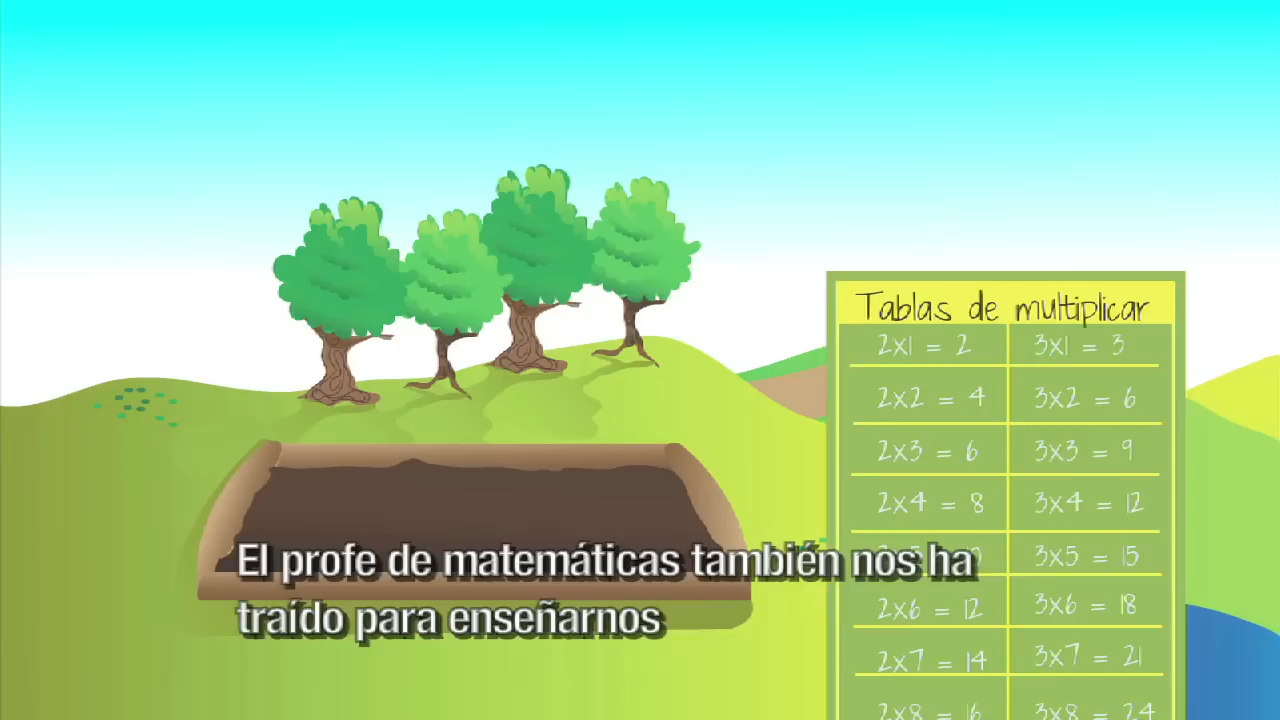 Tablas de multiplicar
2x1 = 2 3x1 = 3
2x2 = 4 3x2 = 6
2x3 = 6 3x3 = 9
2x4 = 8 3x4 = 12
3x5 = 15
2x6 = 12 3x6 = 18
2x7 = 14 3x7 = 21
2x8 = 16 3x8 = 24
El profe de matemáticas también nos ha
traído para enseñarnos